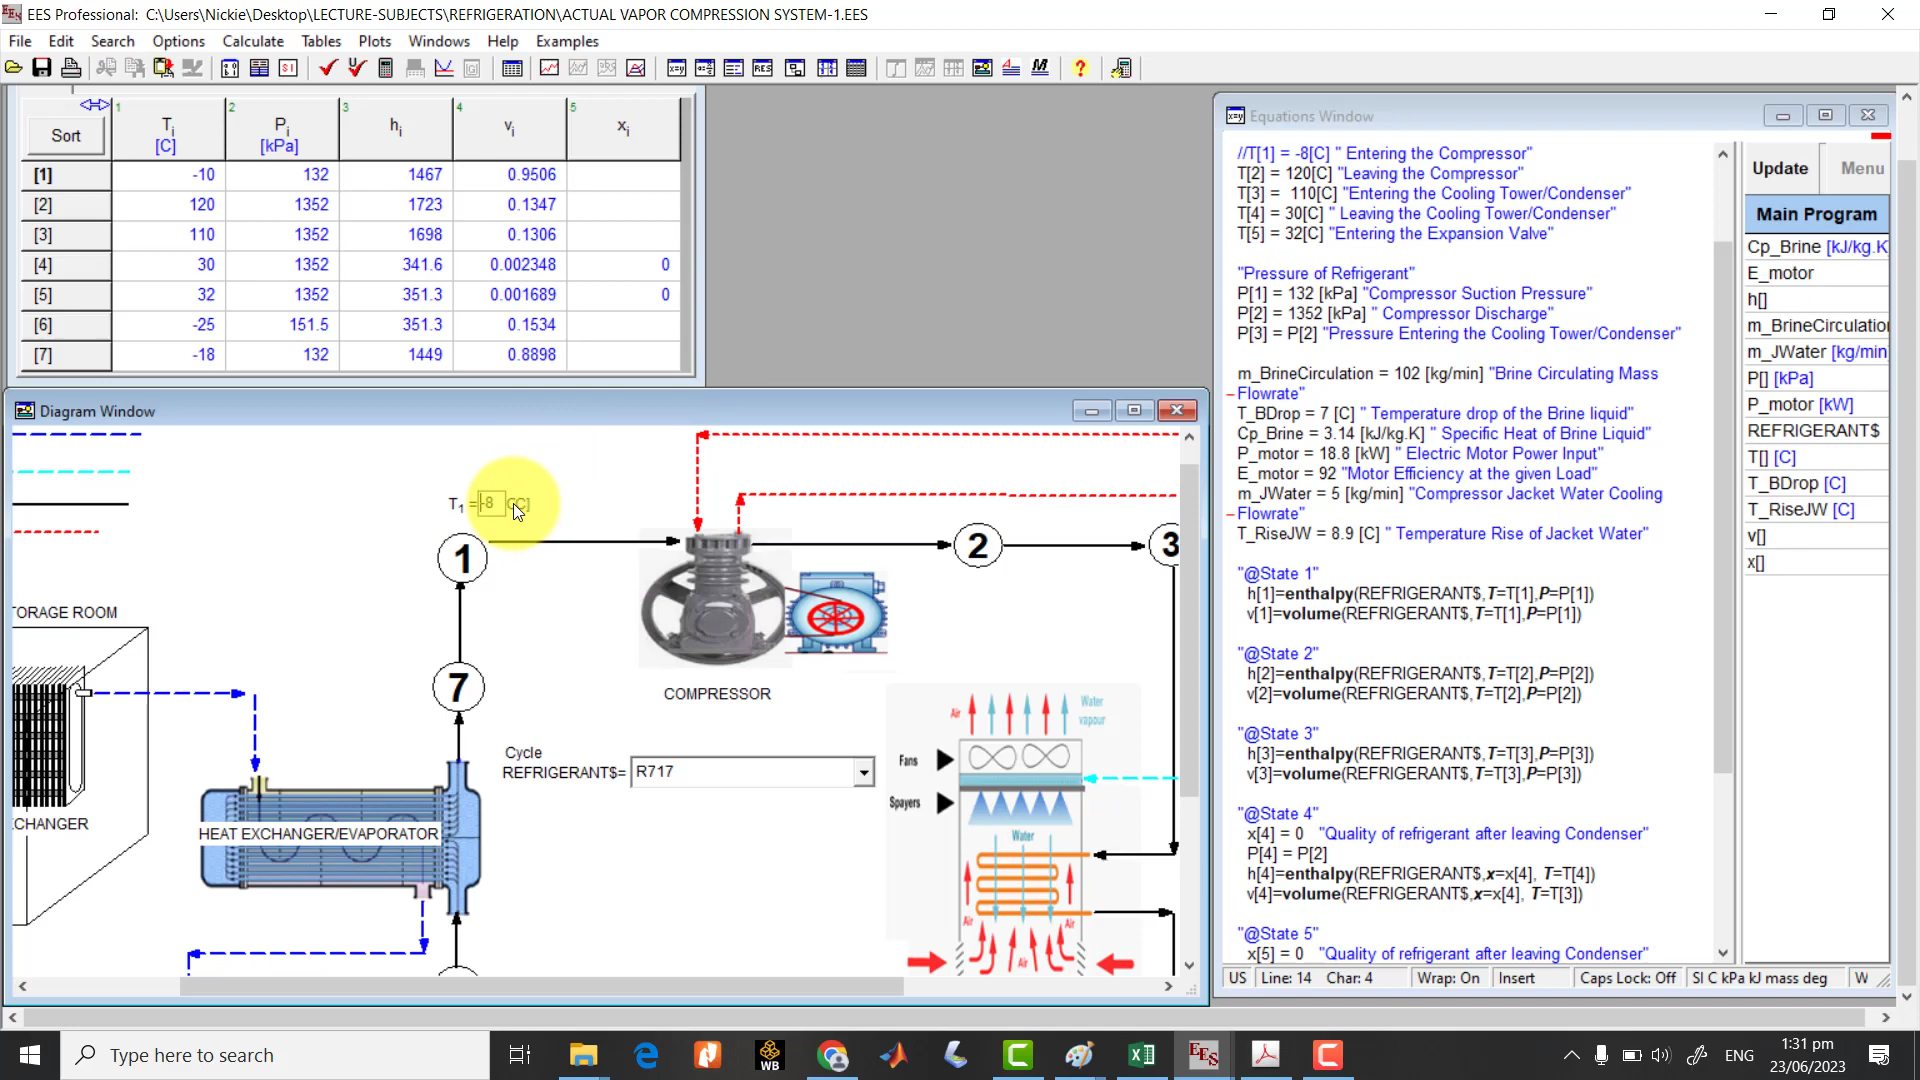 EES Professional: C:\Users\Nickie\Desktop\LECTURE-SUBJECTS\REFRIGERATION\ACTUAL VAPOR COMPRESSION SYSTEM-1.EES
File Edit Search Options Calculate Tables Plots Windows Help Examples
Sort
1 2 3 4 5
Ti Pi hi vi xi
[C] [kPa]
[1] -10 132 1467 0.9506
[2] 120 1352 1723 0.1347
[3] 110 1352 1698 0.1306
[4] 30 1352 341.6 0.002348 0
[5] 32 1352 351.3 0.001689 0
[6] -25 151.5 351.3 0.1534
[7] -18 132 1449 0.8898
Diagram Window
T1 = -8
1
2
3
7
TORAGE ROOM
COMPRESSOR
Cycle
REFRIGERANT$= R717
CHANGER
HEAT EXCHANGER/EVAPORATOR
Air
Water vapour
Fans
Spayers
Water
Air
Air
Air
Equations Window
//T[1] = -8[C] " Entering the Compressor"
T[2] = 120[C] "Leaving the Compressor"
T[3] = 110[C] "Entering the Cooling Tower/Condenser"
T[4] = 30[C] " Leaving the Cooling Tower/Condenser"
T[5] = 32[C] "Entering the Expansion Valve"
"Pressure of Refrigerant"
P[1] = 132 [kPa] "Compressor Suction Pressure"
P[2] = 1352 [kPa] " Compressor Discharge"
P[3] = P[2] "Pressure Entering the Cooling Tower/Condenser"
m_BrineCirculation = 102 [kg/min] "Brine Circulating Mass
Flowrate"
T_BDrop = 7 [C] " Temperature drop of the Brine liquid"
Cp_Brine = 3.14 [kJ/kg.K] " Specific Heat of Brine Liquid"
P_motor = 18.8 [kW] " Electric Motor Power Input"
E_motor = 92 "Motor Efficiency at the given Load"
m_JWater = 5 [kg/min] "Compressor Jacket Water Cooling
Flowrate"
T_RiseJW = 8.9 [C] " Temperature Rise of Jacket Water"
"@State 1"
h[1]=enthalpy(REFRIGERANT$,T=T[1],P=P[1])
v[1]=volume(REFRIGERANT$,T=T[1],P=P[1])
"@State 2"
h[2]=enthalpy(REFRIGERANT$,T=T[2],P=P[2])
v[2]=volume(REFRIGERANT$,T=T[2],P=P[2])
"@State 3"
h[3]=enthalpy(REFRIGERANT$,T=T[3],P=P[3])
v[3]=volume(REFRIGERANT$,T=T[3],P=P[3])
"@State 4"
x[4] = 0 "Quality of refrigerant after leaving Condenser"
P[4] = P[2]
h[4]=enthalpy(REFRIGERANT$,x=x[4], T=T[4])
v[4]=volume(REFRIGERANT$,x=x[4], T=T[3])
"@State 5"
x[5] = 0 "Quality of refrigerant after leaving Condenser"
US Line: 14 Char: 4 Wrap: On Insert Caps Lock: Off SI C kPa kJ mass deg W
Update Menu
Main Program
Cp_Brine [kJ/kg.K
E_motor
h[]
m_BrineCirculatio
m_JWater [kg/min
P[] [kPa]
P_motor [kW]
REFRIGERANT$
T[] [C]
T_BDrop [C]
T_RiseJW [C]
v[]
x[]
Type here to search
WB
EES
ENG
1:31 pm
23/06/2023